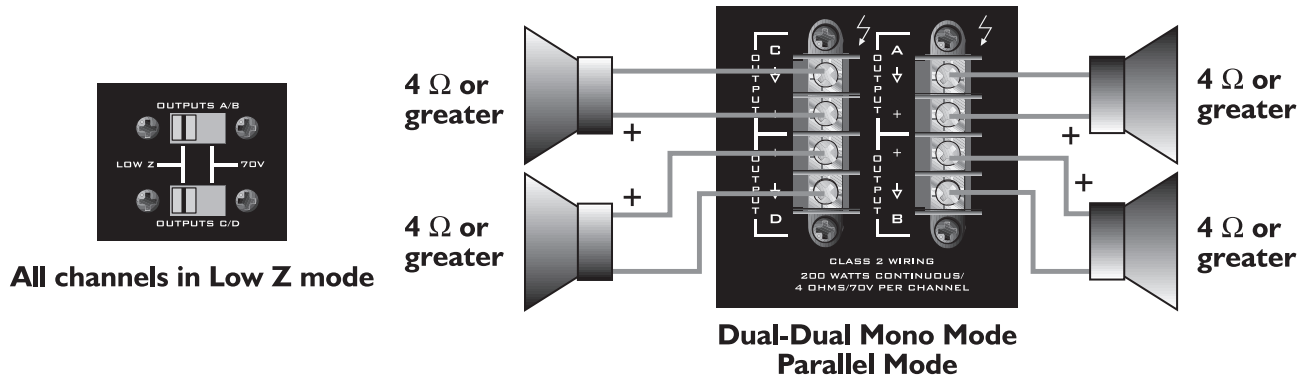 OUTPUTS A/B
LOW Z
70V
OUTPUTS C/D
All channels in Low Z mode
4 Ω or
greater
+
4 Ω or
greater
+
C
OUTPUT
+
+
OUTPUT
D
A
OUTPUT
+
+
OUTPUT
B
CLASS 2 WIRING
200 WATTS CONTINUOUS/
4 OHMS/70V PER CHANNEL
4 Ω or
greater
+
4 Ω or
greater
+
Dual-Dual Mono Mode
Parallel Mode